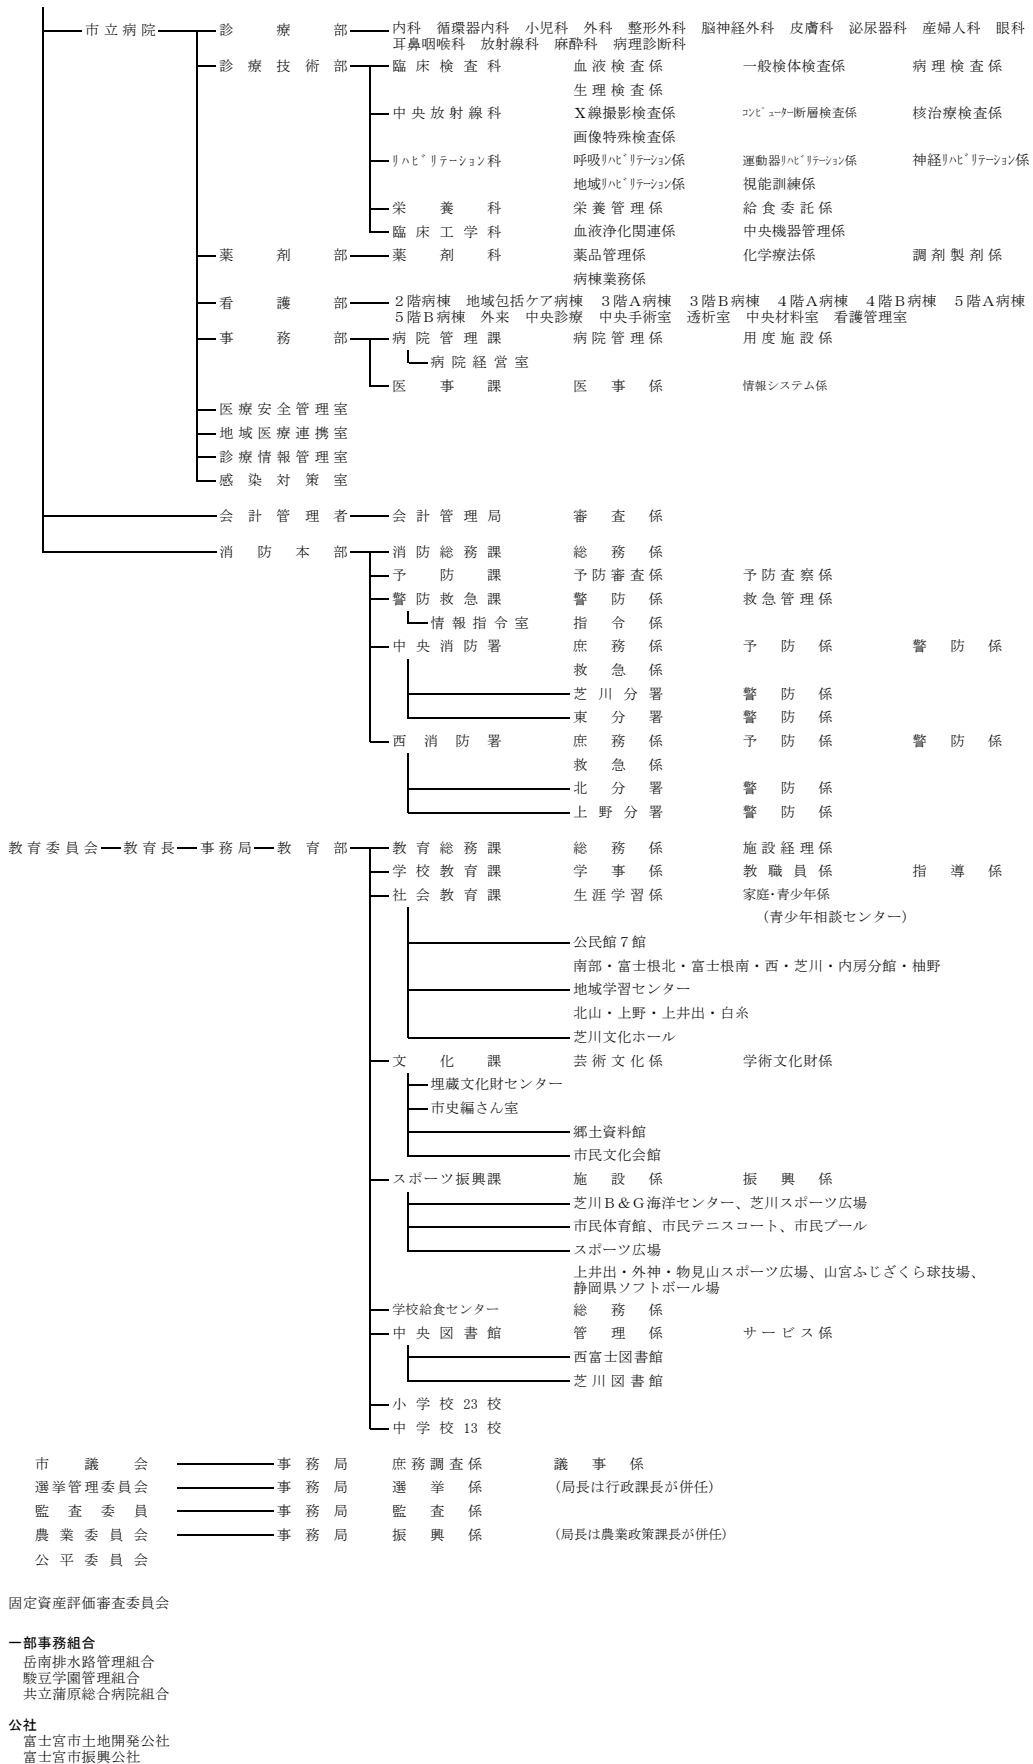 市立病院 診療部 内科 循環器内科 小児科 外科 整形外科 脳神経外科 皮膚科 泌尿器科 産婦人科 眼科
耳鼻咽喉科 放射線科 麻酔科 病理診断科
診療技術部 臨床検査科 血液検査係 一般検体検査係 病理検査係
生理検査係
中央放射線科 X線撮影検査係 コンピューター断層検査係 核治療検査係
画像特殊検査係
リハビリテーション科 呼吸リハビリテーション係 運動器リハビリテーション係 神経リハビリテーション係
地域リハビリテーション係 視能訓練係
栄養科 栄養管理係 給食委託係
臨床工学科 血液浄化関連係 中央機器管理係
薬剤部 薬剤科 薬品管理係 化学療法係 調剤製剤係
病棟業務係
看護部 2階病棟 地域包括ケア病棟 3階A病棟 3階B病棟 4階A病棟 4階B病棟 5階A病棟
5階B病棟 外来 中央診療 中央手術室 透析室 中央材料室 看護管理室
事務部 病院管理課 病院管理係 用度施設係
病院経営室
医事課 医事係 情報システム係
医療安全管理室
地域医療連携室
診療情報管理室
感染対策室
会計管理者 会計管理局 審査係
消防本部 消防総務課 総務係
予防課 予防審査係 予防査察係
警防救急課 警防係 救急管理係
情報指令室 指令係
中央消防署 庶務係 予防係 警防係
救急係
芝川分署 警防係
東分署 警防係
西消防署 庶務係 予防係 警防係
救急係
北分署 警防係
上野分署 警防係
教育委員会 教育長 事務局 教育部 教育総務課 総務係 施設経理係
学校教育課 学事係 教職員係 指導係
社会教育課 生涯学習係 家庭・青少年係
(青少年相談センター)
公民館7館
南部・富士根北・富士根南・西・芝川・内房分館・柚野
地域学習センター
北山・上野・上井出・白糸
芝川文化ホール
文化課 芸術文化係 学術文化財係
埋蔵文化財センター
市史編さん室
郷土資料館
市民文化会館
スポーツ振興課 施設係 振興係
芝川B&G海洋センター、芝川スポーツ広場
市民体育館、市民テニスコート、市民プール
スポーツ広場
上井出・外神・物見山スポーツ広場、山宮ふじざくら球技場、
静岡県ソフトボール場
学校給食センター 総務係
中央図書館 管理係 サービス係
西富士図書館
芝川図書館
小学校23校
中学校13校
市議会 事務局 庶務調査係 議事係
選挙管理委員会 事務局 選挙係 (局長は行政課長が併任)
監査委員 事務局 監査係
農業委員会 事務局 振興係 (局長は農業政策課長が併任)
公平委員会
固定資産評価審査委員会
一部事務組合
岳南排水路管理組合
駿豆学園管理組合
共立蒲原総合病院組合
公社
富士宮市土地開発公社
富士宮市振興公社